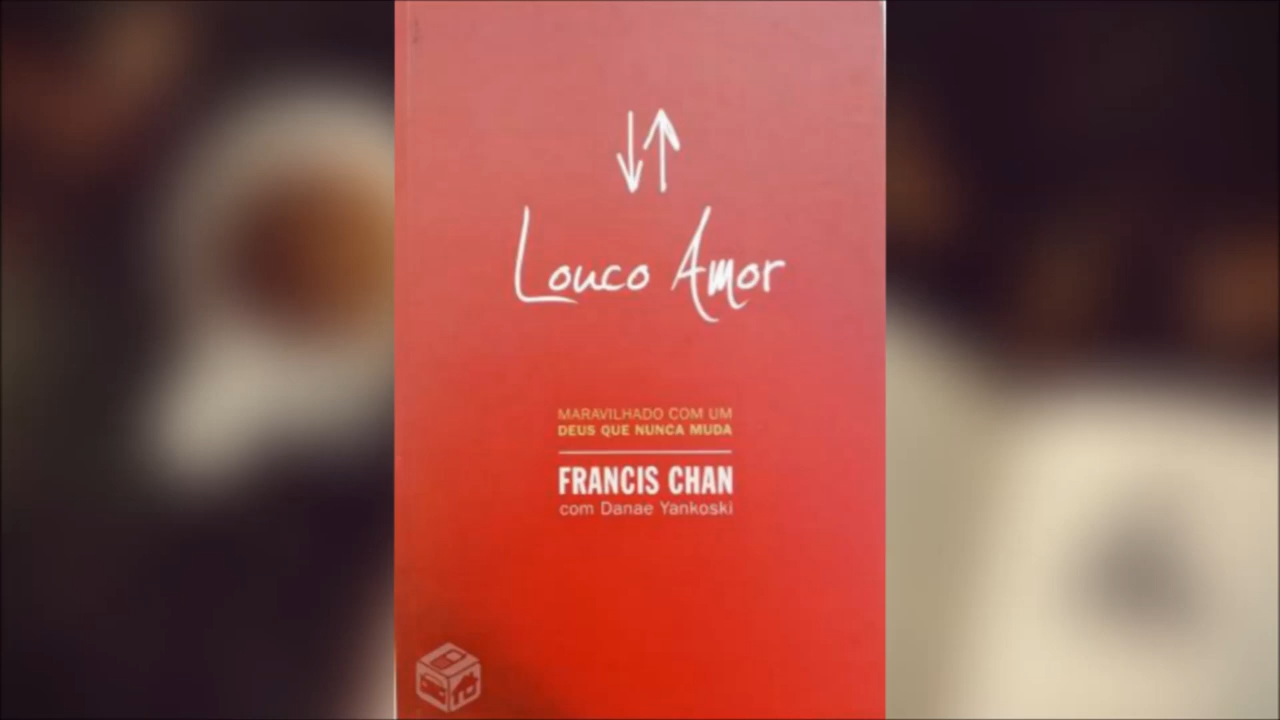 Louco Amor
MARAVILHADO COM UM
DEUS QUE NUNCA MUDA
FRANCIS CHAN
com Danae Yankoski